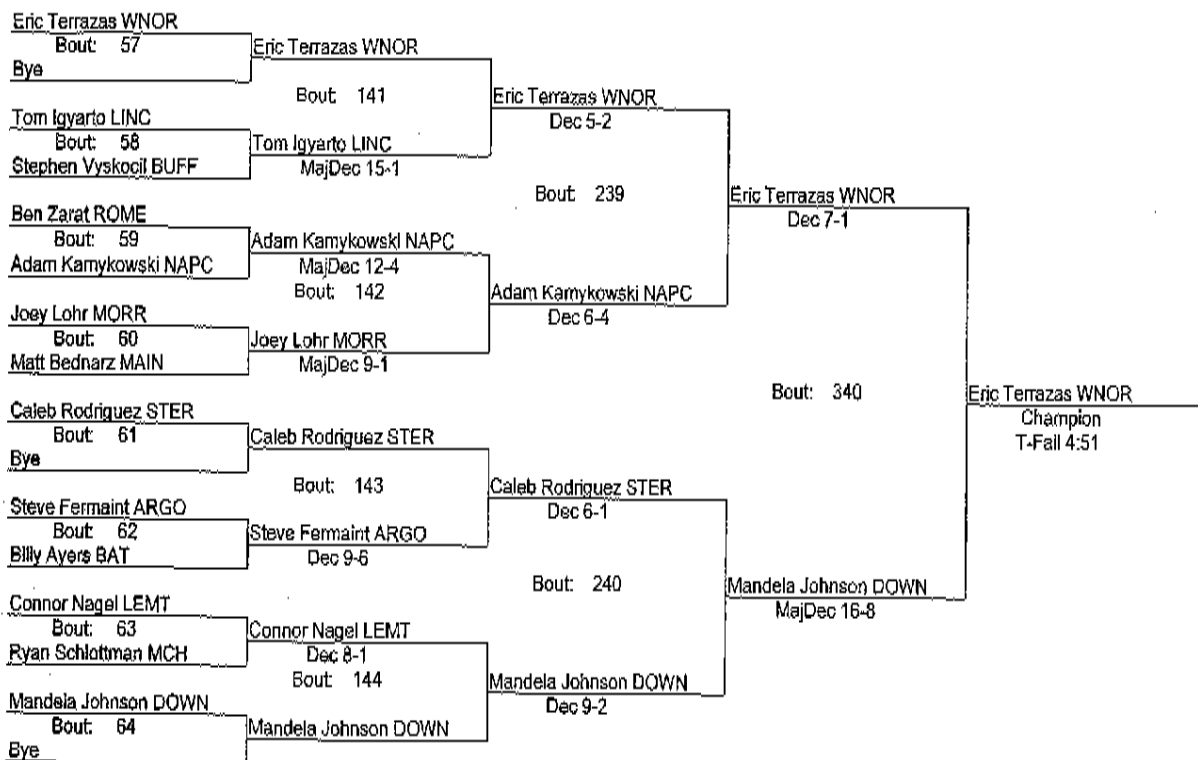 Eric Terrazas WNOR
Bout: 57
Bye
Eric Terrazas WNOR
Bout: 141
Tom Igyarto LINC
Bout: 58
Stephen Vyskocil BUFF
Tom Igyarto LINC
MajDec 15-1
Eric Terrazas WNOR
Dec 5-2
Bout: 239
Ben Zarat ROME
Bout: 59
Adam Kamykowski NAPC
Adam Kamykowski NAPC
MajDec 12-4
Bout: 142
Joey Lohr MORR
Bout: 60
Matt Bednarz MAIN
Joey Lohr MORR
MajDec 9-1
Adam Kamykowski NAPC
Dec 6-4
Eric Terrazas WNOR
Dec 7-1
Bout: 340
Caleb Rodriguez STER
Bout: 61
Bye
Caleb Rodriguez STER
Bout: 143
Steve Fermaint ARGO
Bout: 62
Billy Ayers BAT
Steve Fermaint ARGO
Dec 9-6
Caleb Rodriguez STER
Dec 6-1
Bout: 240
Connor Nagel LEMT
Bout: 63
Ryan Schlottman MCH
Connor Nagel LEMT
Dec 8-1
Bout: 144
Mandela Johnson DOWN
Bout: 64
Bye
Mandela Johnson DOWN
Mandela Johnson DOWN
Dec 9-2
Mandela Johnson DOWN
MajDec 16-8
Eric Terrazas WNOR
Champion
T-Fall 4:51